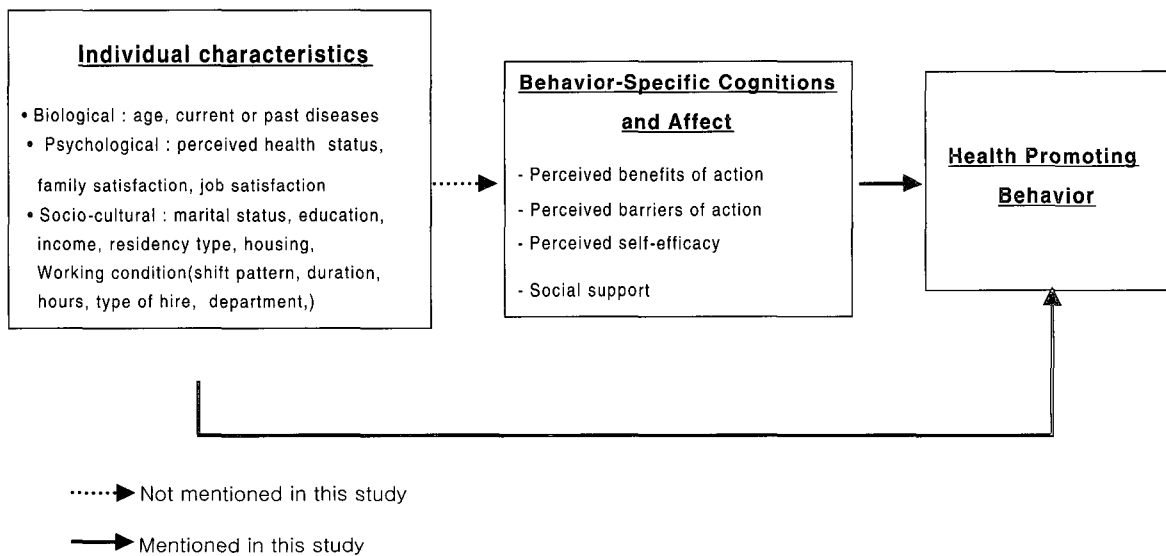 Individual characteristics
• Biological : age, current or past diseases
• Psychological : perceived health status,
family satisfaction, job satisfaction
• Socio-cultural : marital status, education,
income, residency type, housing,
Working condition(shift pattern, duration,
hours, type of hire, department,)
Behavior-Specific Cognitions
and Affect
- Perceived benefits of action
- Perceived barriers of action
- Perceived self-efficacy
- Social support
Health Promoting
Behavior
Not mentioned in this study
Mentioned in this study